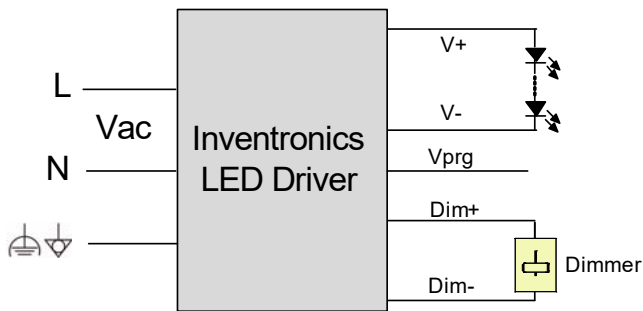 L
Vac
N
Inventronics
LED Driver
V+
V-
Vprg
Dim+
Dimmer
Dim-